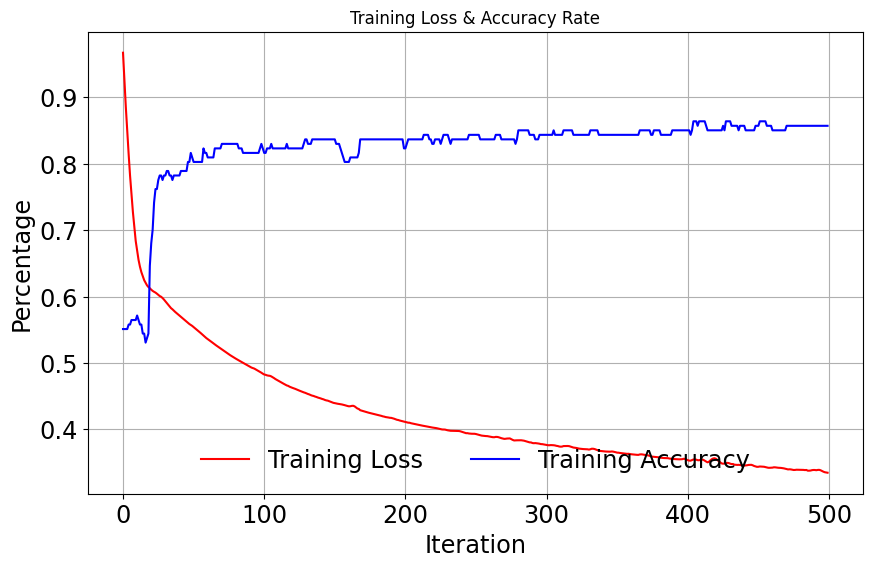 Training Loss & Accuracy Rate
Percentage
0.9
0.8
0.7
0.6
0.5
0.4
Training Loss
Training Accuracy
0 100 200 300 400 500
Iteration